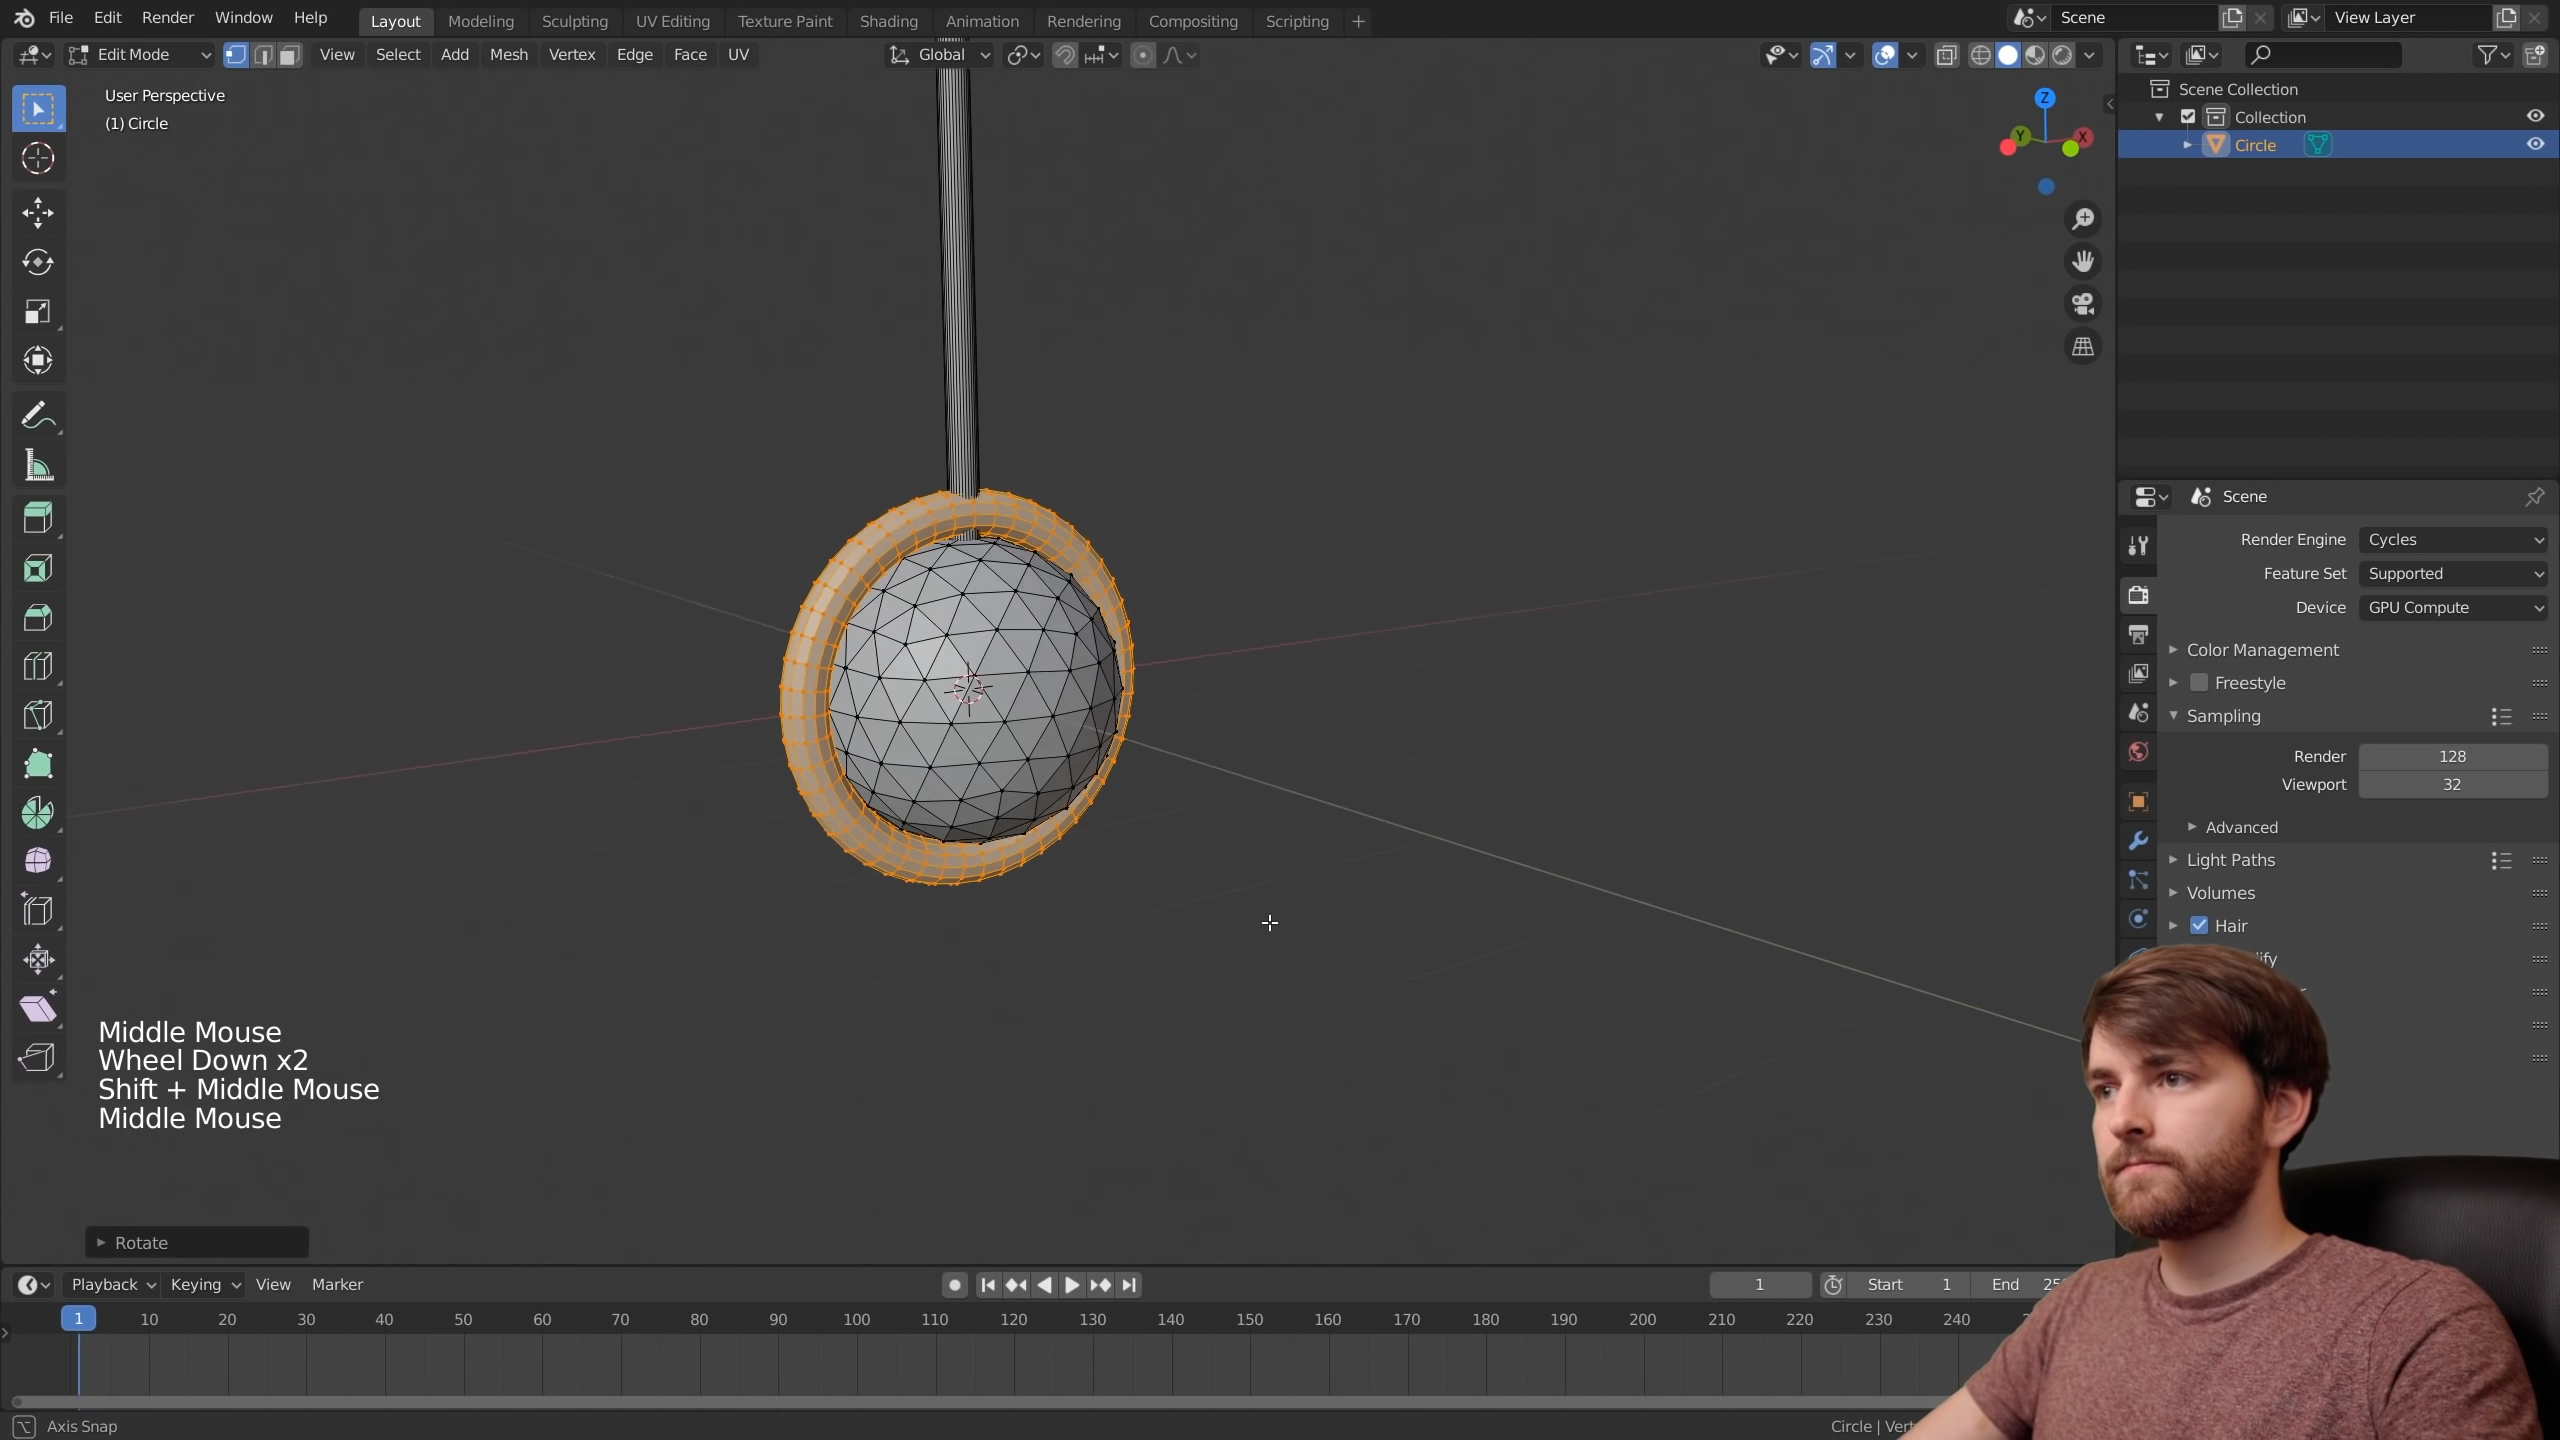 File Edit Render Window Help
Layout Modeling Sculpting UV Editing Texture Paint Shading Animation Rendering Compositing Scripting +
Scene
View Layer
Edit Mode View Select Add Mesh Vertex Edge Face UV
Global
User Perspective
(1) Circle
Z
Y
X
Scene Collection
Collection
Circle
Scene
Render Engine Cycles
Feature Set Supported
Device GPU Compute
Color Management
Freestyle
Sampling
Render 128
Viewport 32
Advanced
Light Paths
Volumes
Hair
Middle Mouse
Wheel Down x2
Shift + Middle Mouse
Middle Mouse
Rotate
Playback Keying View Marker
1 Start 1 End
1 10 20 30 40 50 60 70 80 90 100 110 120 130 140 150 160 170 180 190 200 210 220 230 240
Axis Snap
Circle |